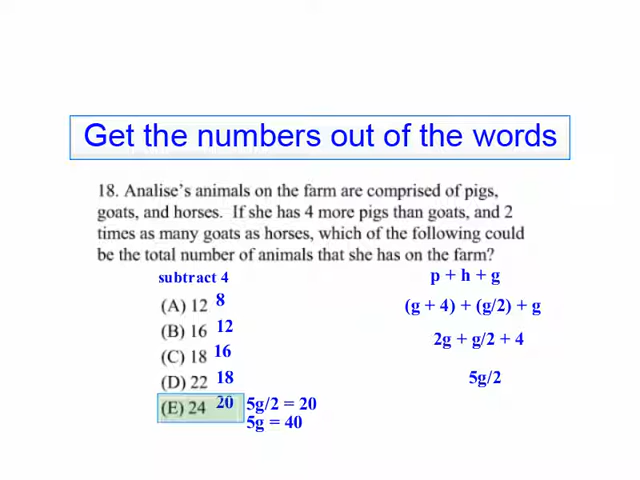 Get the numbers out of the words
18. Analise's animals on the farm are comprised of pigs,
goats, and horses. If she has 4 more pigs than goats, and 2
times as many goats as horses, which of the following could
be the total number of animals that she has on the farm?
subtract 4
(A) 12 8
(B) 16 12
(C) 18 16
(D) 22 18
(E) 24 20 5g/2 = 20
5g = 40
p + h + g
(g + 4) + (g/2) + g
2g + g/2 + 4
5g/2